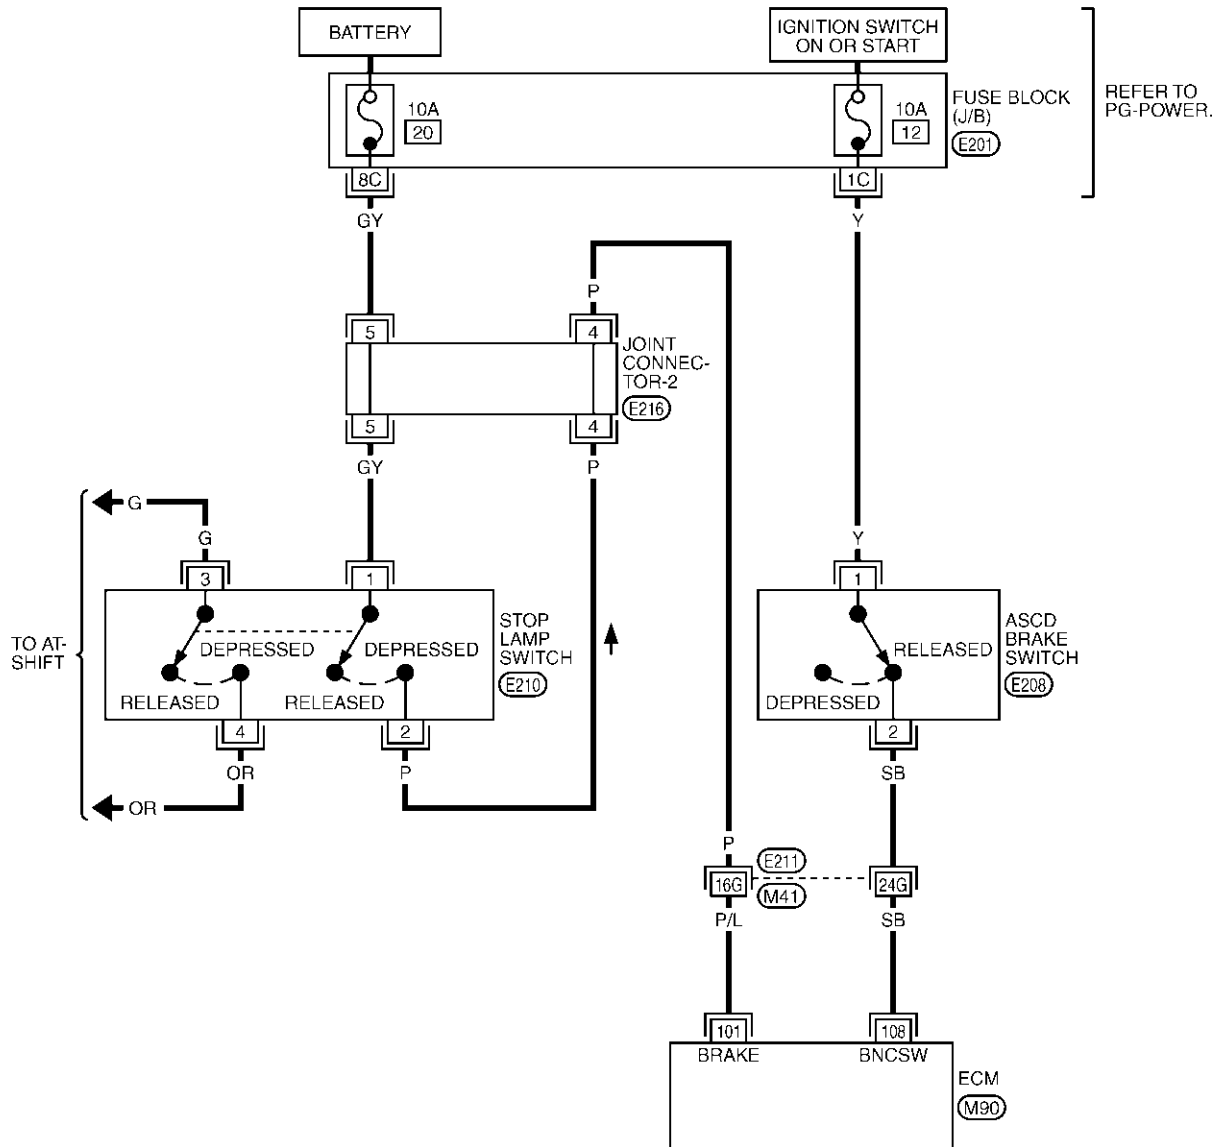 BATTERY
IGNITION SWITCH
ON OR START
10A
20
10A
12
FUSE BLOCK
(J/B)
E201
REFER TO
PG-POWER.
8C
1C
GY
Y
P
5
4
JOINT
CONNEC-
TOR-2
E216
5
4
GY
P
G
G
Y
3
1
1
TO AT-
SHIFT
DEPRESSED
DEPRESSED
RELEASED
RELEASED
STOP
LAMP
SWITCH
E210
RELEASED
DEPRESSED
ASCD
BRAKE
SWITCH
E208
4
2
2
OR
P
SB
OR
P
E211
16G
24G
M41
P/L
SB
101
108
BRAKE
BNCSW
ECM
M90